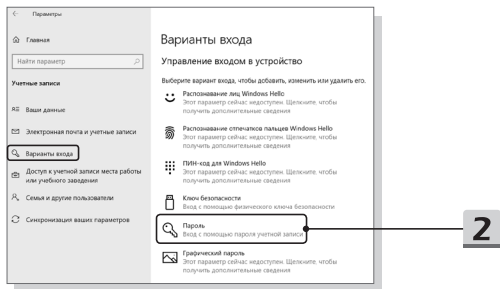 Параметры
Главная
Найти параметр
Учетные записи
Ваши данные
Электронная почта и учетные записи
Варианты входа
Доступ к учетной записи места работы
или учебного заведения
Семья и другие пользователи
Синхронизация ваших параметров
Варианты входа
Управление входом в устройство
Выберите вариант входа, чтобы добавить, изменить или удалить его.
Распознавание лиц Windows Hello
Этот параметр сейчас недоступен. Щелкните, чтобы
получить дополнительные сведения
Распознавание отпечатков пальцев Windows Hello
Этот параметр сейчас недоступен. Щелкните, чтобы
получить дополнительные сведения
ПИН-код для Windows Hello
Этот параметр сейчас недоступен. Щелкните, чтобы
получить дополнительные сведения
Ключ безопасности
Вход с помощью физического ключа безопасности
Пароль
Вход с помощью пароля учетной записи
Графический пароль
Этот параметр сейчас недоступен. Щелкните, чтобы
получить дополнительные сведения
2